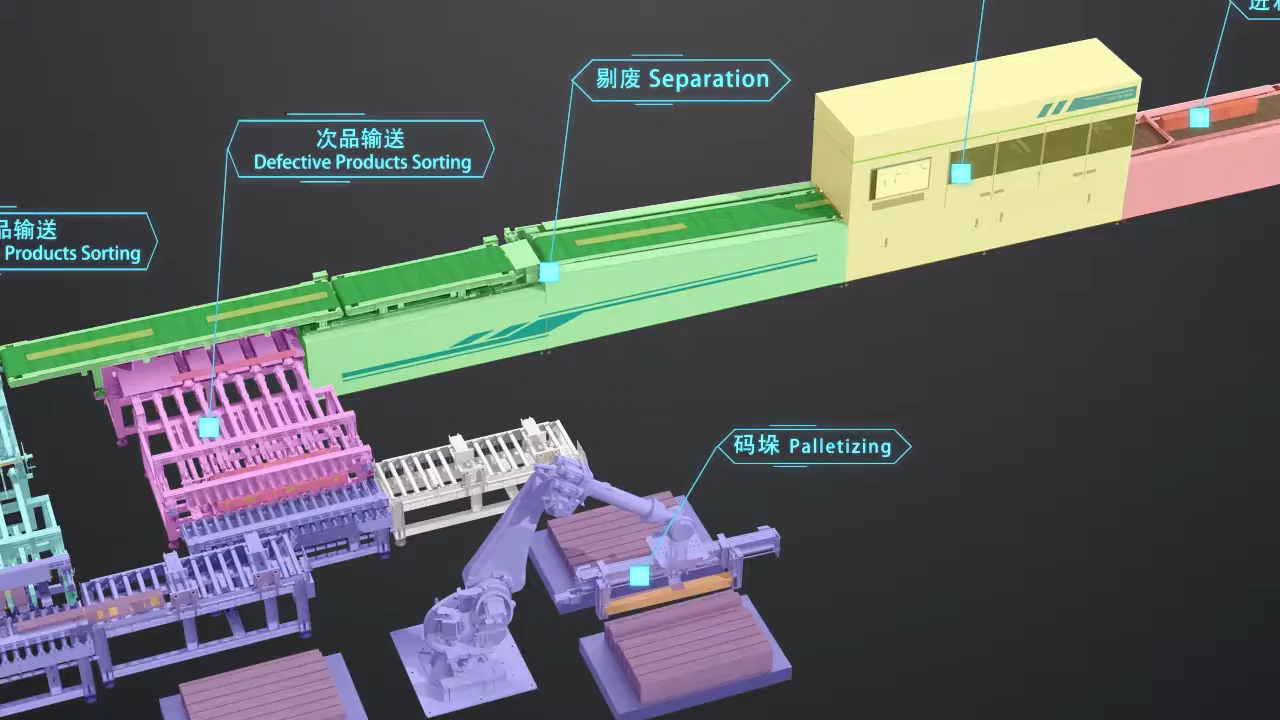 剔废 Separation
次品输送
Defective Products Sorting
品输送
Products Sorting
码垛 Palletizing